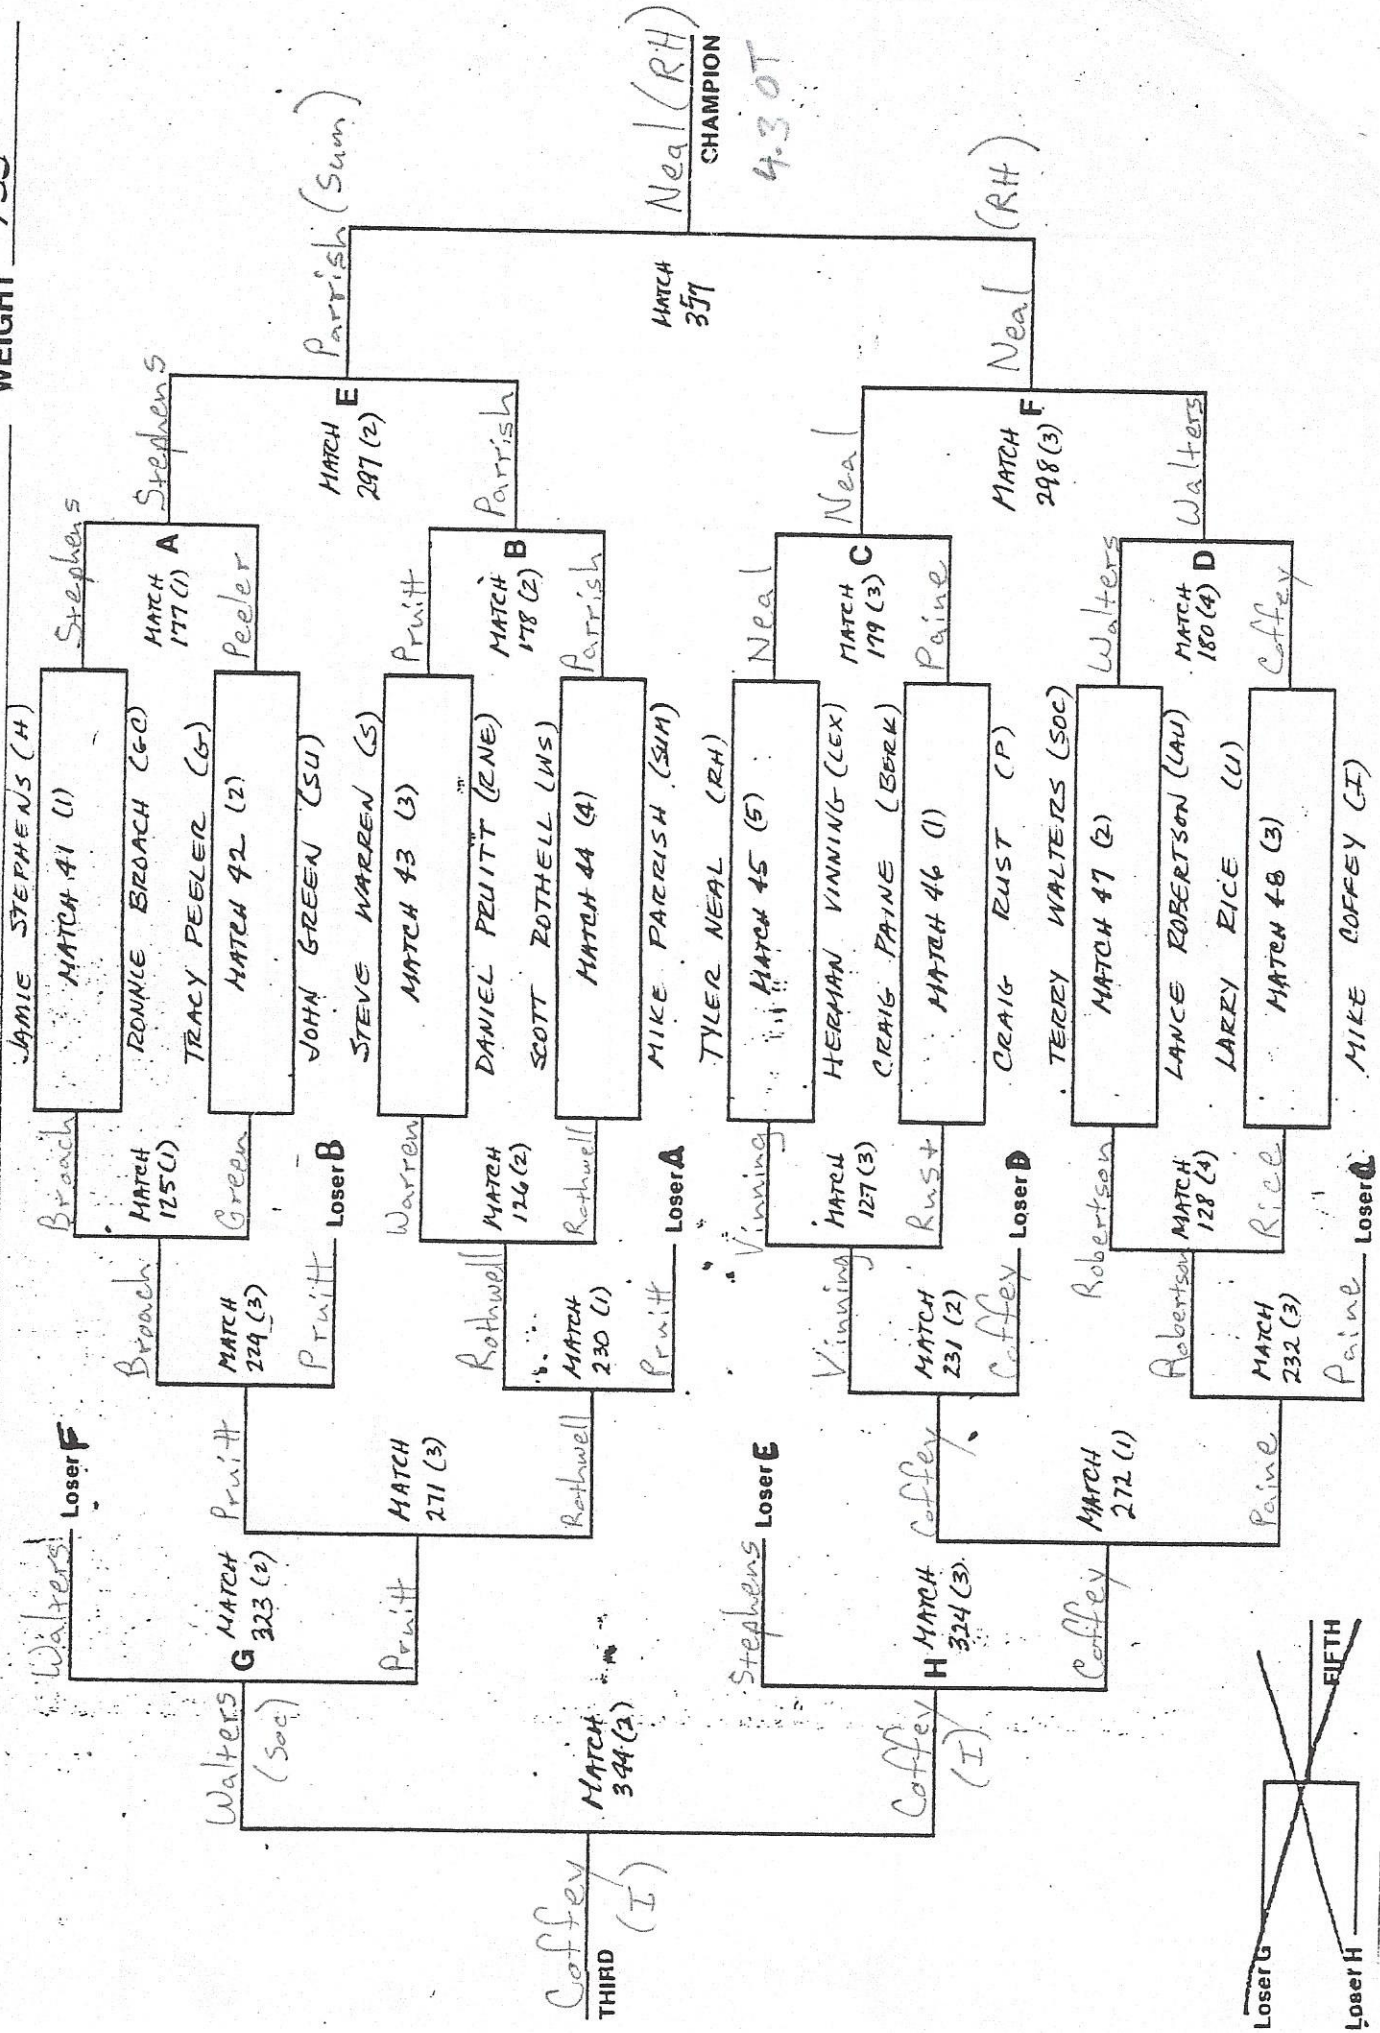 WEIGHT
JAMIE STEPHENS (H)
MATCH 41 (1)
RONNIE BROACH (GC)
TRACY PEELER (G)
MATCH 42 (2)
JOHN GREEN (SU)
STEVE WARREN (S)
MATCH 43 (3)
DANIEL PRUITT (RNE)
SCOTT ROTHELL (WS)
MATCH 44 (4)
MIKE PARRISH (SUM)
TYLER NEAL (RH)
MATCH 45 (5)
HERMAN VINNING (LEX)
CRAIG PAINE (BERK)
MATCH 46 (1)
CRAIG RUST (P)
TERRY WALTERS (SOC)
MATCH 47 (2)
LANCE ROBERTSON (LAU)
LARRY RICE (U)
MATCH 48 (3)
MIKE COFFEY (I)
Stephens
MATCH
177 (1)
A
Peeler
Pruitt
MATCH
178 (2)
B
Parrish
Neal
MATCH
179 (3)
C
Paine
Walters
MATCH
180 (4)
D
Coffey
Stephens
MATCH
297 (2)
E
Parrish
Neal
MATCH
298 (3)
F
Walters
Parrish (Sum)
MATCH
357
Neal (RH)
Neal (RH)
CHAMPION
4-3 OT
Broach
MATCH
125 (1)
Green
Warren
MATCH
126 (2)
Rothwell
Vinning
MATCH
127 (3)
Rust
Robertson
MATCH
128 (4)
Rice
Broach
MATCH
229 (3)
Pruitt
Loser B
Rothwell
MATCH
230 (1)
Pruitt
Loser A
Vinning
MATCH
231 (2)
Coffey
Loser D
Robertson
MATCH
232 (3)
Paine
Loser
Pruitt
MATCH
271 (3)
Rothwell
Coffey
MATCH
272 (1)
Paine
Walters
Loser F
G
MATCH
323 (2)
Pruitt
Stephens
Loser E
H
MATCH
324 (3)
Coffey
Walters
(Soc)
MATCH
344 (2)
Coffey
(I)
Coffey
(I)
THIRD
Loser G
Loser H
FIFTH